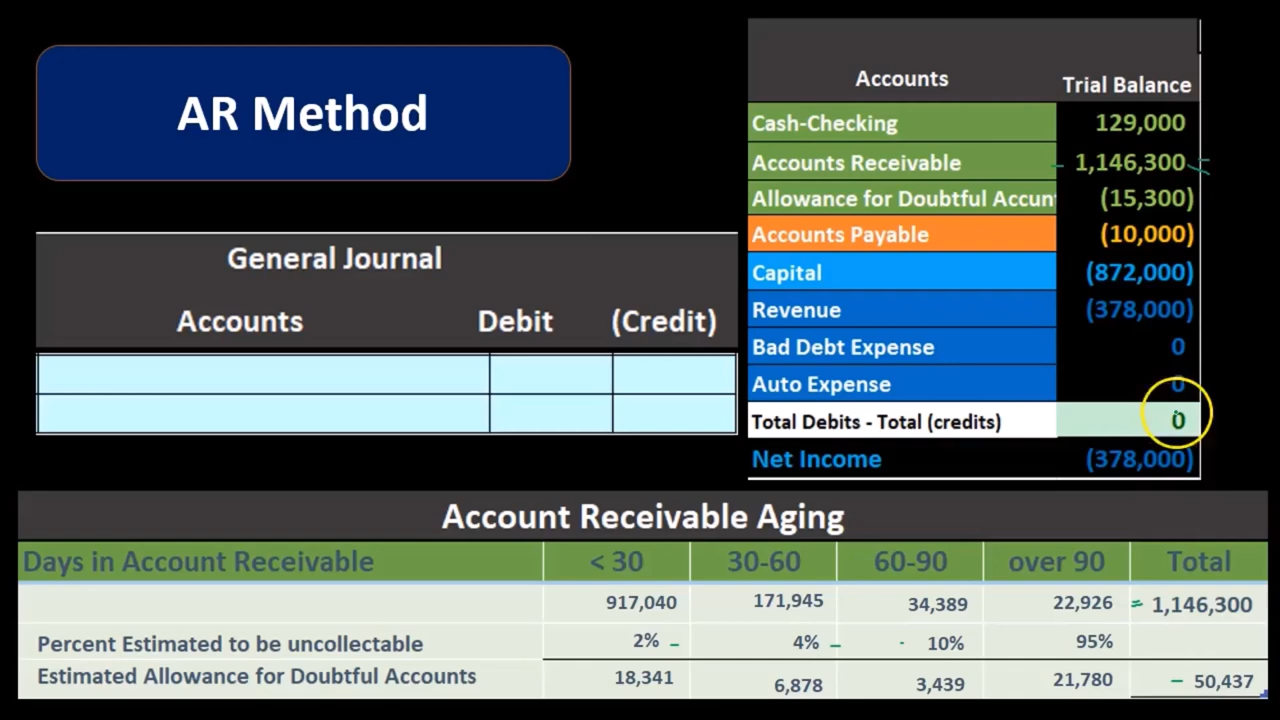 AR Method
General Journal
Accounts Debit (Credit)
Accounts Trial Balance
Cash-Checking 129,000
Accounts Receivable 1,146,300
Allowance for Doubtful Accun (15,300)
Accounts Payable (10,000)
Capital (872,000)
Revenue (378,000)
Bad Debt Expense 0
Auto Expense 0
Total Debits - Total (credits) 0
Net Income (378,000)
Account Receivable Aging
Days in Account Receivable < 30 30-60 60-90 over 90 Total
917,040 171,945 34,389 22,926 1,146,300
Percent Estimated to be uncollectable 2% 4% 10% 95%
Estimated Allowance for Doubtful Accounts 18,341 6,878 3,439 21,780 50,437